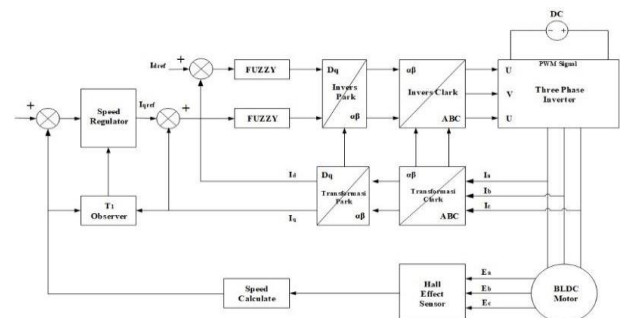 DC
− +
+
Idref
FUZZY
Dq
Invers
Park
αβ
αβ
Invers Clark
ABC
PWM Signal
U
V
U
Three Phase
Inverter
+
Speed
Regulator
Iqref
+
FUZZY
T1
Observer
Id
Iq
Dq
Transformasi
Park
αβ
αβ
Transformasi
Clark
ABC
Ia
Ib
Ic
Speed
Calculate
Hall
Effect
Sensor
Ea
Eb
Ec
BLDC
Motor